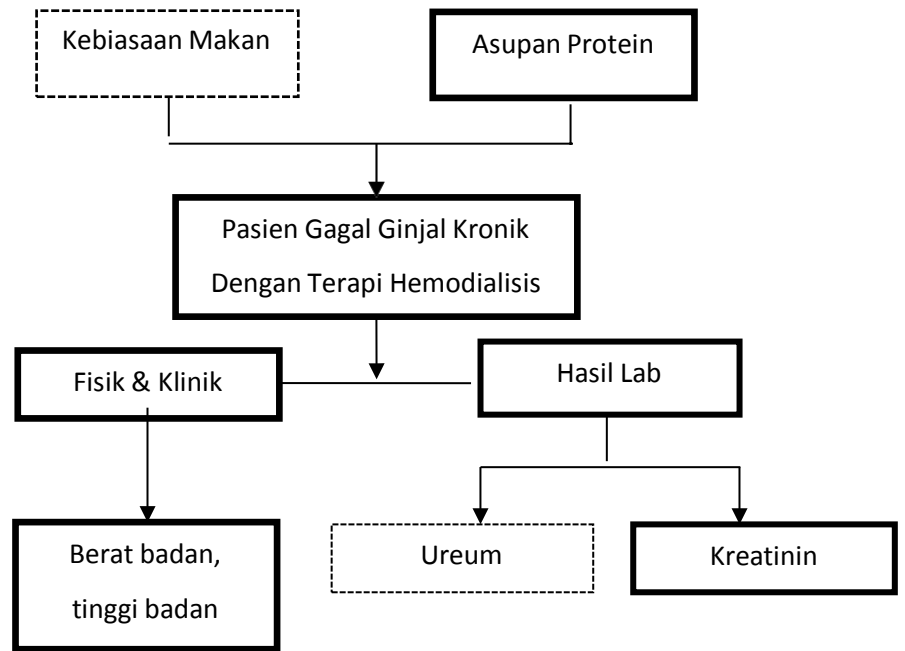 Kebiasaan Makan
Asupan Protein
Pasien Gagal Ginjal Kronik
Dengan Terapi Hemodialisis
Fisik & Klinik
Hasil Lab
Berat badan,
tinggi badan
Ureum
Kreatinin